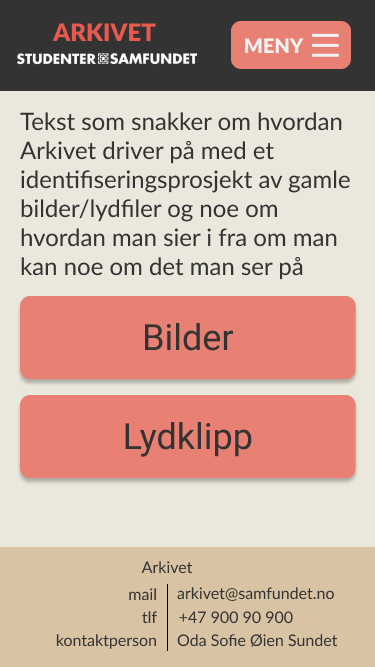 ARKIVET
STUDENTERSAMFUNDET
MENY
Tekst som snakker om hvordan
Arkivet driver på med et
identifiseringsprosjekt av gamle
bilder/lydfiler og noe om
hvordan man sier i fra om man
kan noe om det man ser på
Bilder
Lydklipp
Arkivet
mail arkivet@samfundet.no
tlf +47 900 90 900
kontaktperson Oda Sofie Øien Sundet